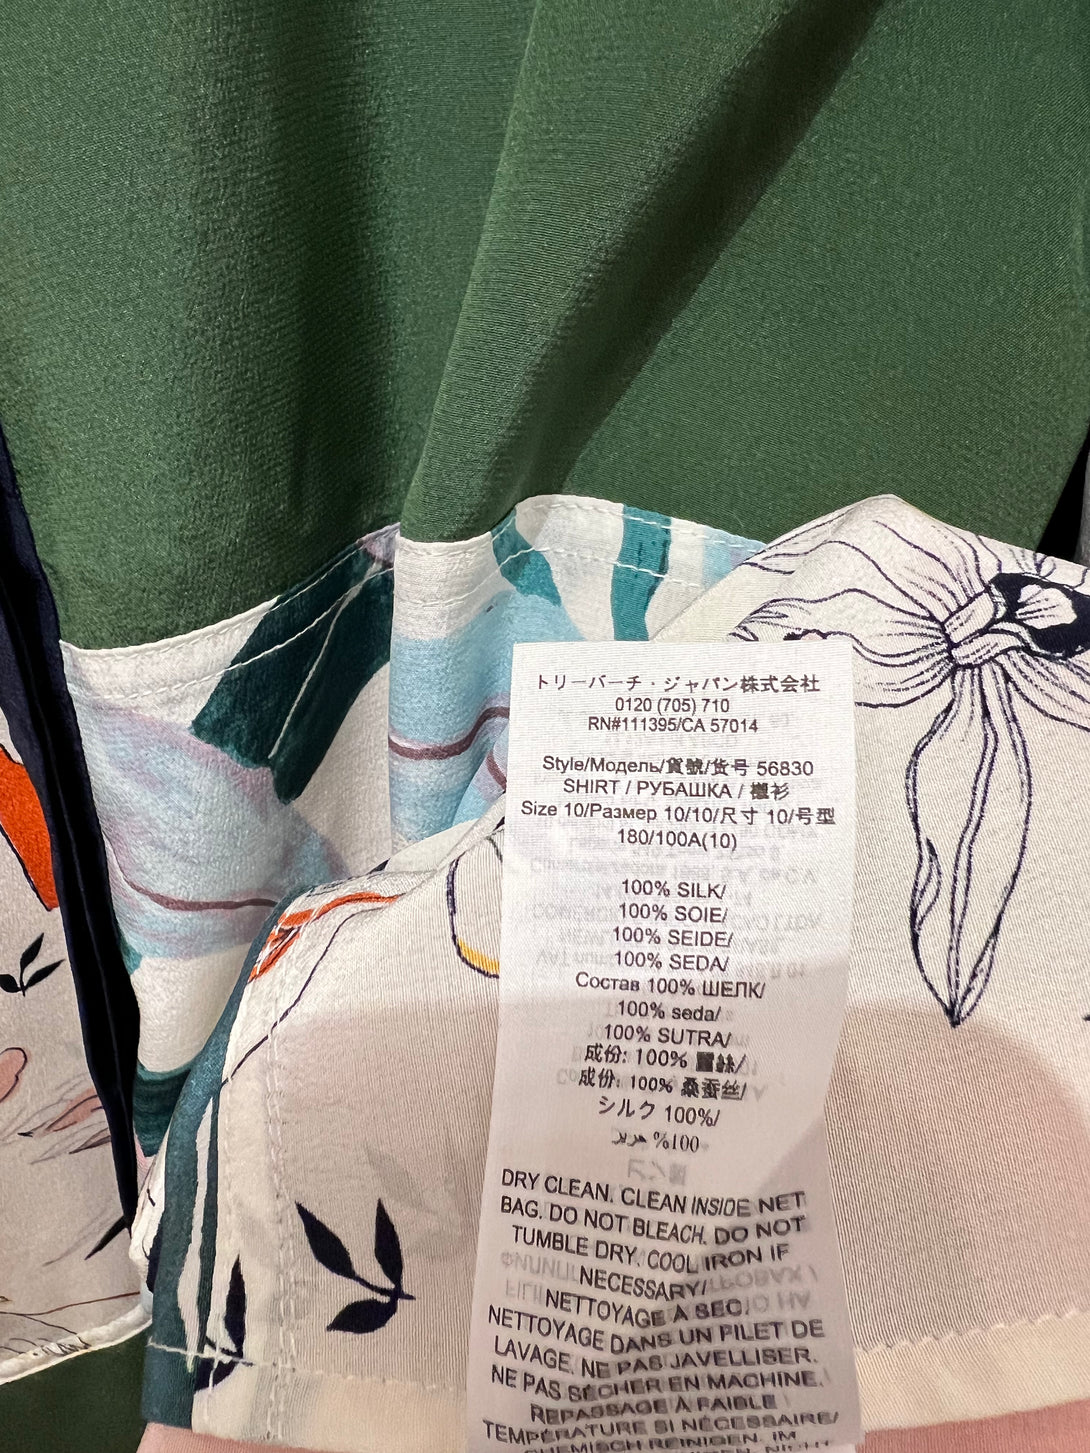 トリーバーチ・ジャパン株式会社
0120 (705) 710
RN#111395/CA 57014
Style/Модель/貨號/货号 56830
SHIRT / РУБАШКА / 襯衫
Size 10/Размер 10/10/尺寸 10/号型
180/100A(10)
100% SILK/
100% SOIE/
100% SEIDE/
100% SEDA/
Состав 100% ШЕЛК/
100% seda/
100% SUTRA/
成份: 100% 蠶絲/
成份: 100% 桑蚕丝/
シルク 100%/
DRY CLEAN. CLEAN INSIDE NET
BAG. DO NOT BLEACH. DO NOT
TUMBLE DRY. COOL IRON IF
NECESSARY/
NETTOYAGE A SEC.
NETTOYAGE DANS UN FILET DE
LAVAGE. NE PAS JAVELLISER.
NE PAS SÉCHER EN MACHINE.
REPASSAGE À FAIBLE
TEMPÉRATURE SI NÉCESSAIRE/
CHEMISCH REINIGEN. IM